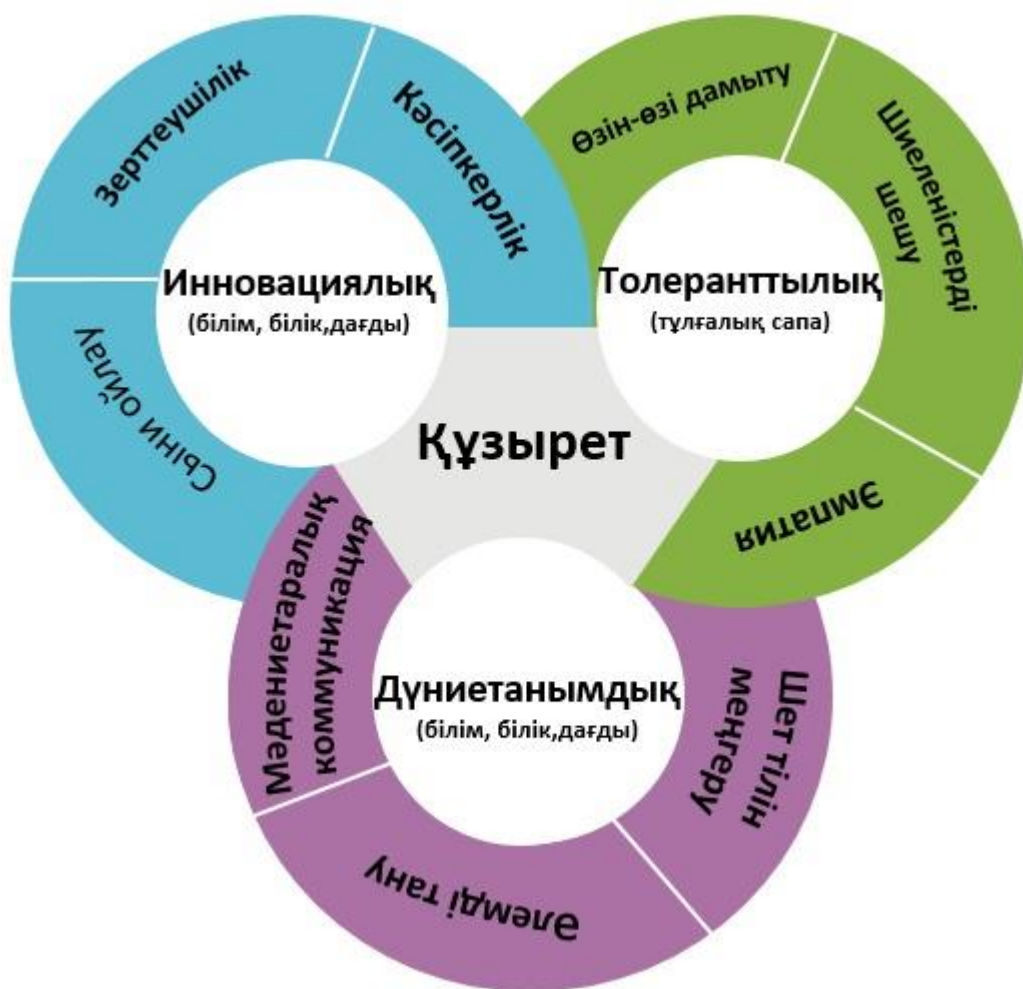 Зерттеушілік
Кәсіпкерлік
Инновациялық
(білім, білік,дағды)
Сыни ойлау
Өзін-өзі дамыту
Шиеленістерді
шешу
Толеранттылық
(тұлғалық сапа)
Эмпатия
Құзырет
Мәдениетаралық
коммуникация
Дүниетанымдық
(білім, білік,дағды)
Шет тілін
меңгеру
Әлемді тану